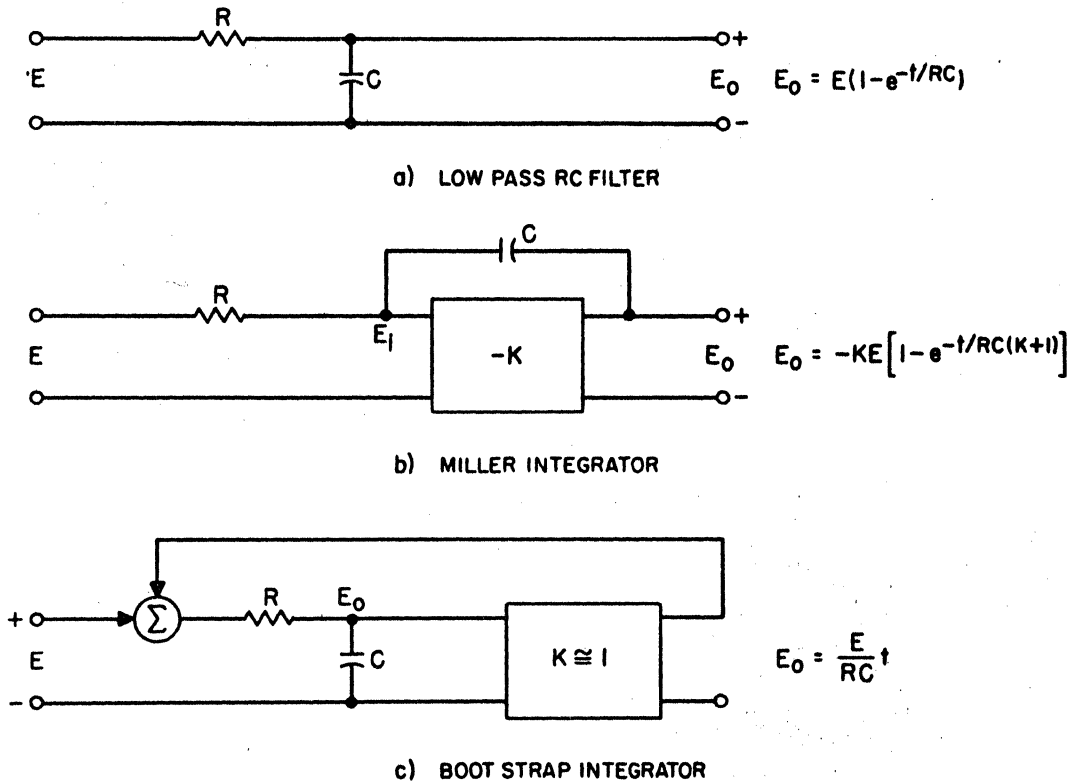 R
E
C
+
E₀
-
E₀ = E(1-e^-t/RC)
a) LOW PASS RC FILTER
C
R
E₁
E
-K
+
E₀
-
E₀ = -KE[1-e^-t/RC(K+1)]
b) MILLER INTEGRATOR
+
Σ
R
E₀
E
C
K ≅ 1
-
E₀ = E/RC t
c) BOOT STRAP INTEGRATOR